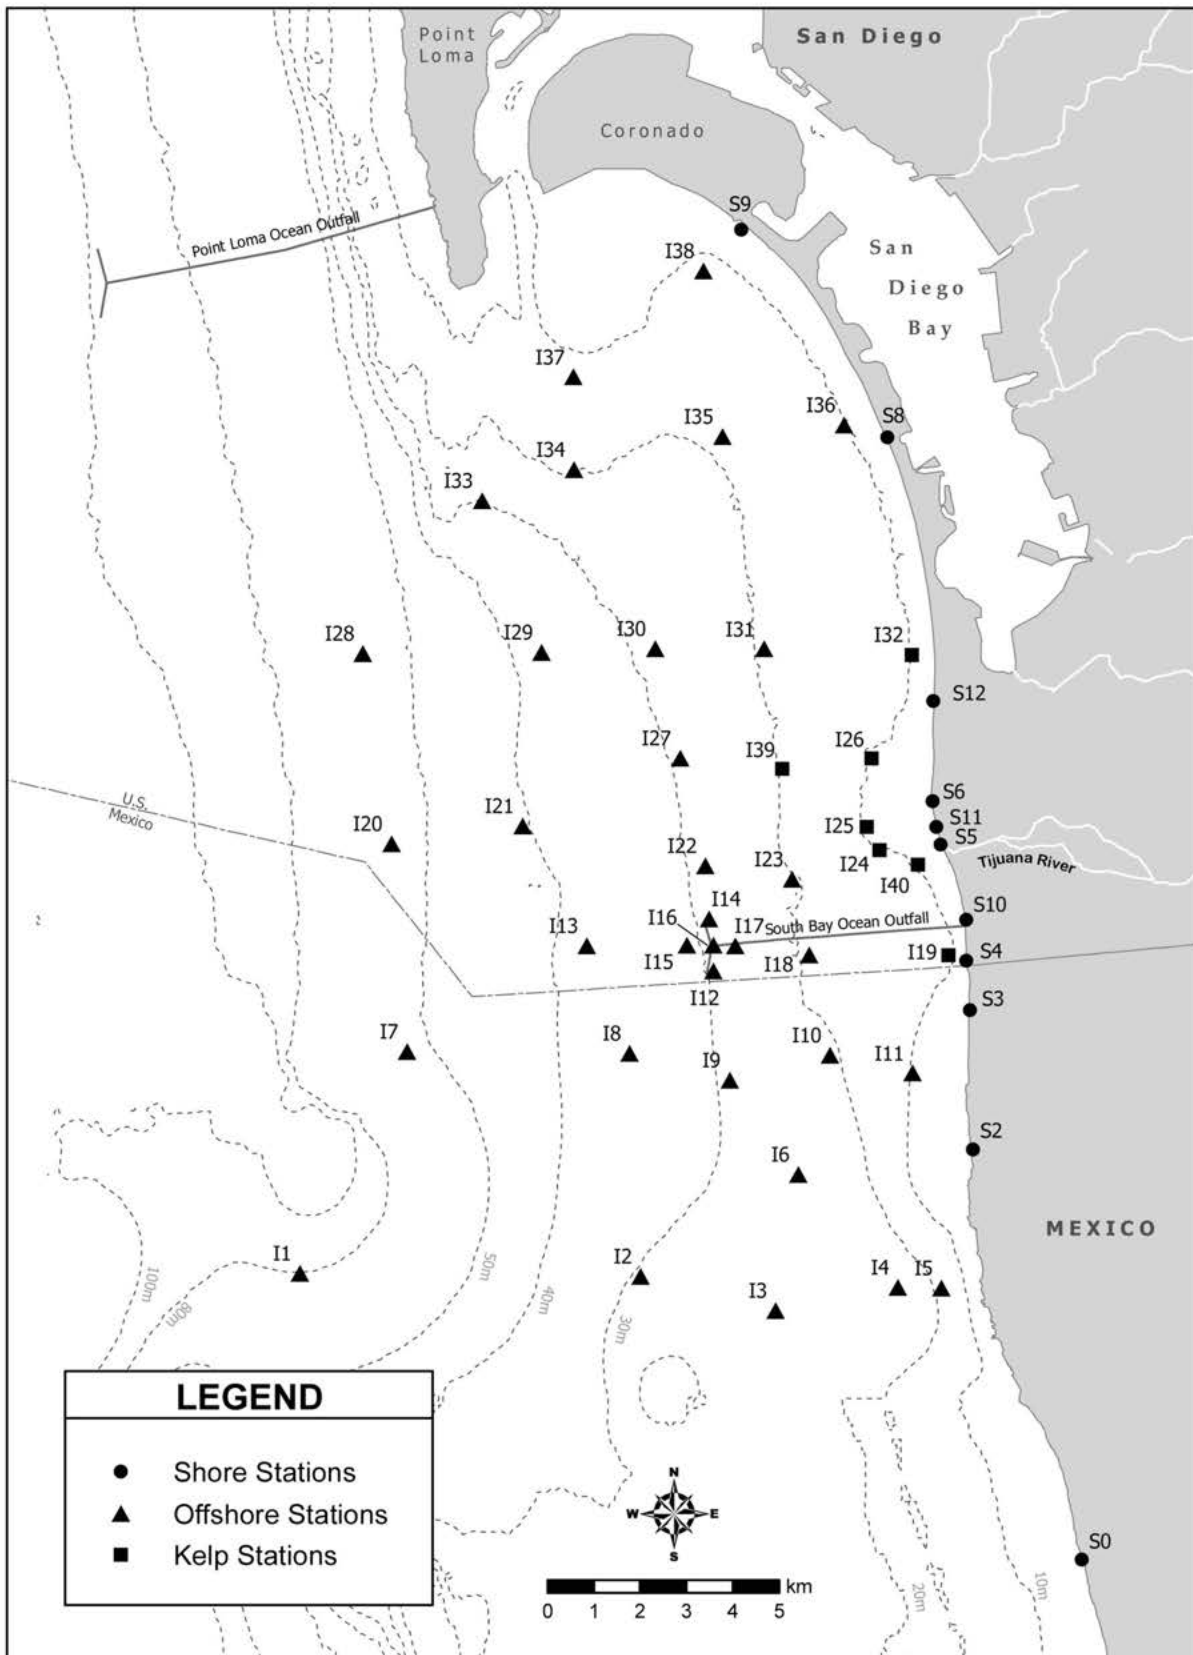 Point
Loma
San Diego
Coronado
S9
Point Loma Ocean Outfall
I38
San
Diego
Bay
I37
I36
I35
S8
I34
I33
I28
I29
I30
I31
I32
S12
I27
I39
I26
U.S.
Mexico
S6
I20
I21
I25
S11
S5
I22
I23
I24
I40
Tijuana River
I14
S10
I13
I16
I17
South Bay Ocean Outfall
I15
I18
I19
S4
I12
S3
I7
I8
I9
I10
I11
S2
I6
MEXICO
I1
I2
I3
I4
I5
100m
80m
50m
40m
30m
LEGEND
Shore Stations
Offshore Stations
Kelp Stations
N
W E
S
km
0 1 2 3 4 5
20m
10m
S0